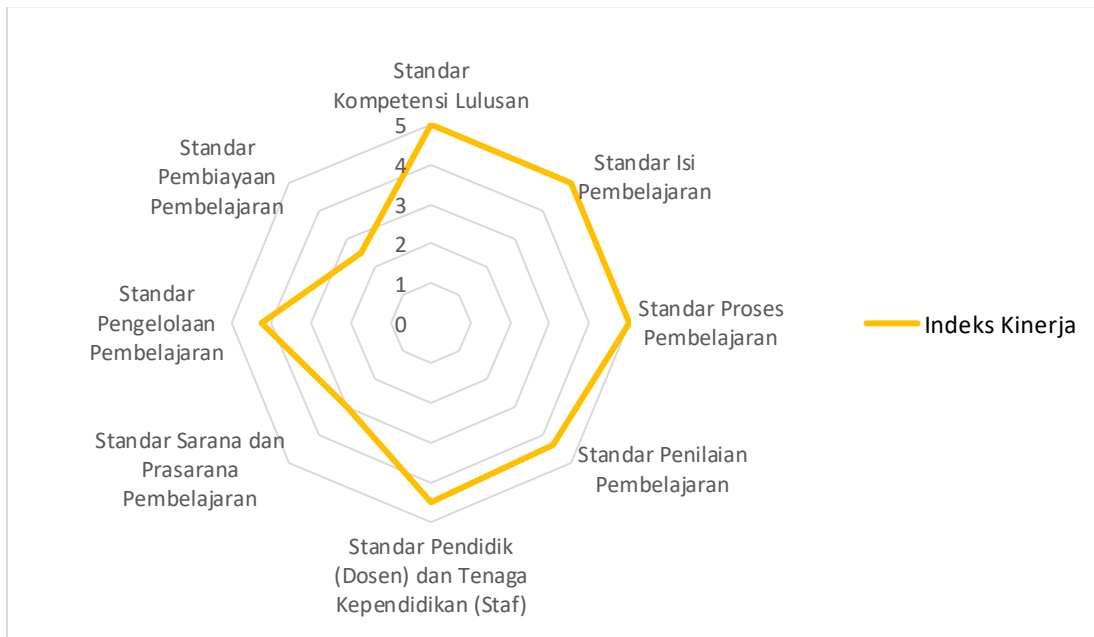 Standar
Kompetensi Lulusan
Standar Isi
Pembelajaran
Standar Proses
Pembelajaran
Standar Penilaian
Pembelajaran
Standar Pendidik
(Dosen) dan Tenaga
Kependidikan (Staf)
Standar Sarana dan
Prasarana
Pembelajaran
Standar
Pengelolaan
Pembelajaran
Standar
Pembiayaan
Pembelajaran
5
4
3
2
1
0
Indeks Kinerja